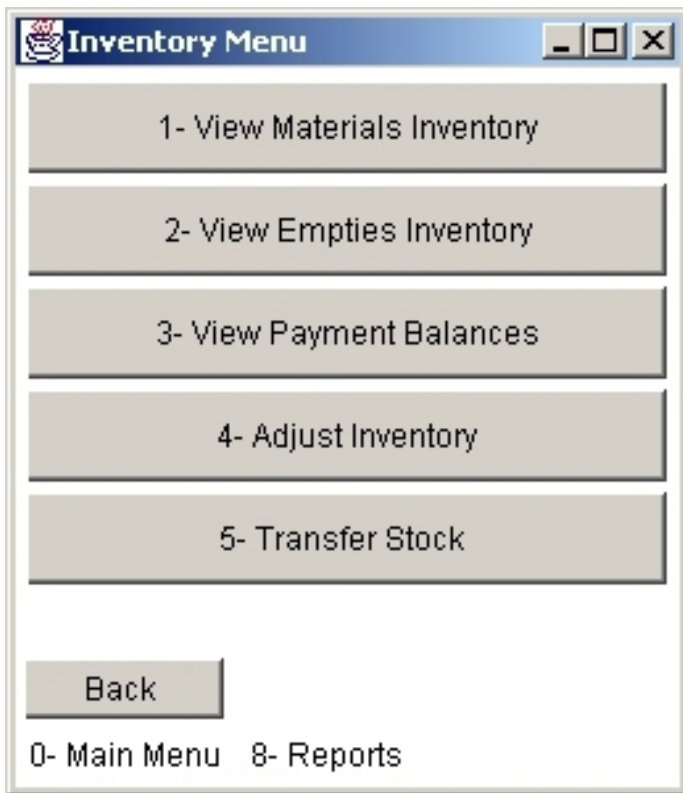 Inventory Menu
1- View Materials Inventory
2- View Empties Inventory
3- View Payment Balances
4- Adjust Inventory
5- Transfer Stock
Back
0- Main Menu 8- Reports